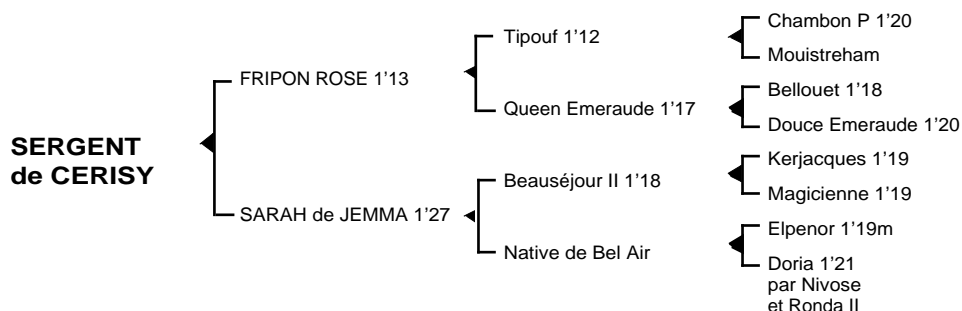 SERGENT
de CERISY
FRIPON ROSE 1’13
SARAH de JEMMA 1’27
Tipouf 1’12
Queen Emeraude 1’17
Beauséjour II 1’18
Native de Bel Air
Chambon P 1’20
Mouistreham
Bellouet 1’18
Douce Emeraude 1’20
Kerjacques 1’19
Magicienne 1’19
Elpenor 1’19m
Doria 1’21
par Nivose
et Ronda II